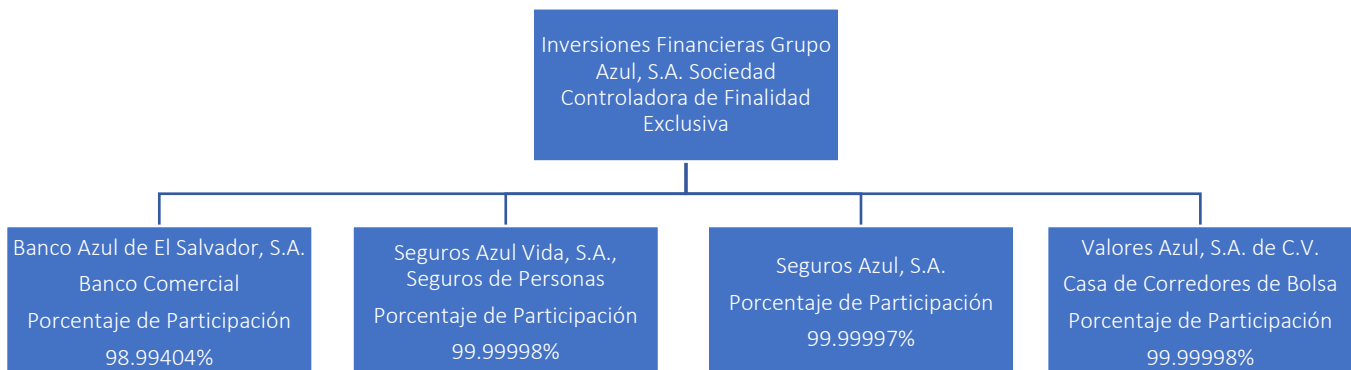 Inversiones Financieras Grupo
Azul, S.A. Sociedad
Controladora de Finalidad
Exclusiva
Banco Azul de El Salvador, S.A.
Banco Comercial
Porcentaje de Participación
98.99404%
Seguros Azul Vida, S.A.,
Seguros de Personas
Porcentaje de Participación
99.99998%
Seguros Azul, S.A.
Porcentaje de Participación
99.99997%
Valores Azul, S.A. de C.V.
Casa de Corredores de Bolsa
Porcentaje de Participación
99.99998%